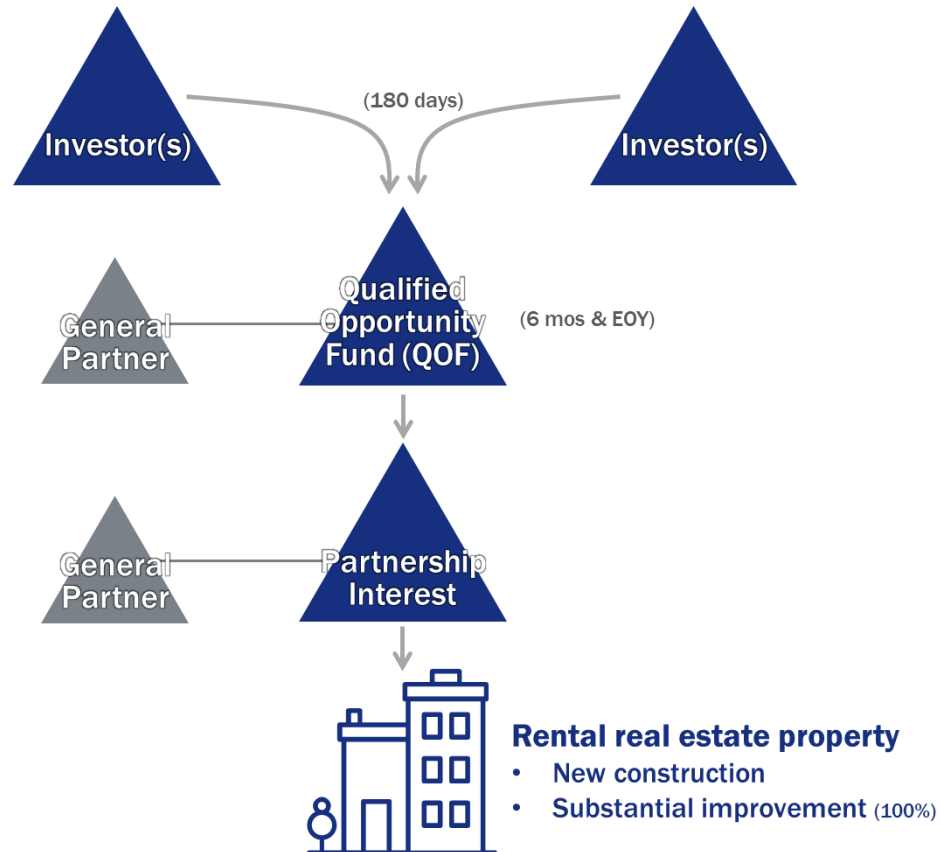 (180 days)
Investor(s)
Investor(s)
Qualified
Opportunity
Fund (QOF)
General
Partner
(6 mos & EOY)
Partnership
Interest
General
Partner
Rental real estate property
• New construction
• Substantial improvement (100%)